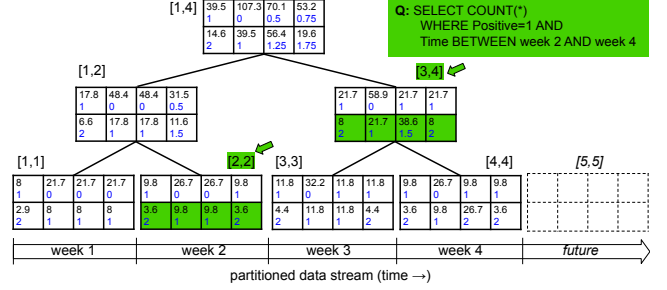 [1,4]
39.5 107.3 70.1 53.2
1 0 0.5 0.75
14.6 39.5 56.4 19.6
2 1 1.25 1.75
Q: SELECT COUNT(*)
WHERE Positive=1 AND
Time BETWEEN week 2 AND week 4
[1,2]
17.8 48.4 48.4 31.5
1 0 0 0.5
6.6 17.8 17.8 11.6
2 1 1 1.5
[3,4]
21.7 58.9 21.7 21.7
1 0 1 1
8 21.7 38.6 8
2 1 1.5 2
[1,1]
8 21.7 21.7 21.7
1 0 0 0
2.9 8 8 8
2 1 1 1
[2,2]
9.8 26.7 26.7 9.8
1 0 0 1
3.6 9.8 9.8 3.6
2 1 1 2
[3,3]
11.8 32.2 11.8 11.8
1 0 1 1
4.4 11.8 11.8 4.4
2 1 1 2
[4,4]
9.8 26.7 9.8 9.8
1 0 1 1
3.6 9.8 26.7 3.6
2 1 2 2
[5,5]
week 1 week 2 week 3 week 4 future
partitioned data stream (time →)